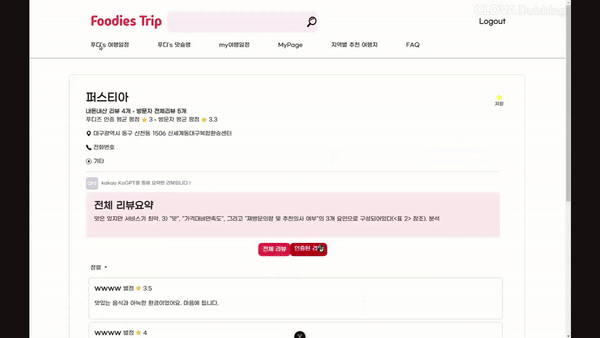 CLOVA Dubbing
Foodies Trip
Logout
푸디's 여행일정 푸디's 맛슐랭 my여행일정 MyPage 지역별 추천 여행지 FAQ
퍼스티아
내돈내산 리뷰 4개 • 방문자 전체리뷰 5개
푸디즈 인증 평균 평점 ⭐ 3 • 방문자 평균 평점 ⭐ 3.3
저장
대구광역시 동구 신천동 1506 신세계동대구복합환승센터
전화번호
기타
GPT kakao KoGPT를 통해 요약한 리뷰입니다!
전체 리뷰요약
맛은 있지만 서비스가 최악. 3) "맛", "가격대비만족도", 그리고 "재방문의향 및 추천의사 여부"의 3개 요인으로 구성되어있다(<표 2> 참조). 분석
전체 리뷰 인증된 리뷰
정렬
wwww 별점 ⭐ 3.5
맛있는 음식과 아늑한 환경이었어요. 마음에 듭니다.
wwww 별점 ⭐ 4